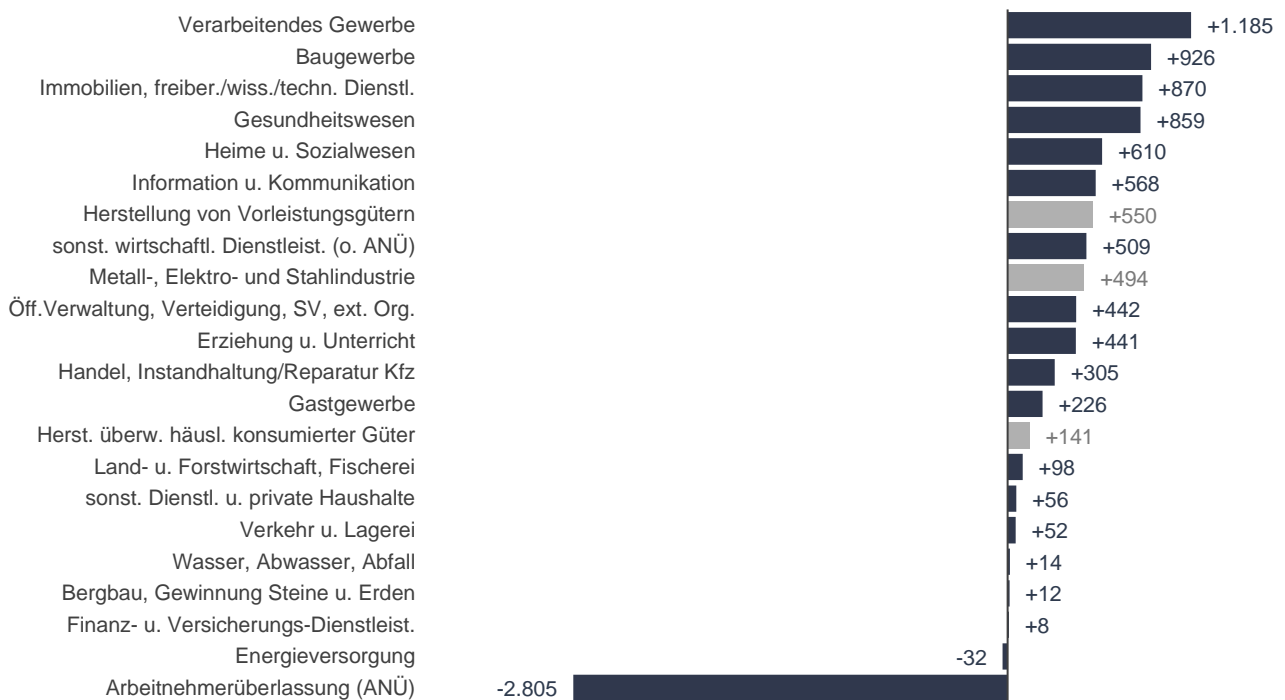 Verarbeitendes Gewerbe +1.185
Baugewerbe +926
Immobilien, freiber./wiss./techn. Dienstl. +870
Gesundheitswesen +859
Heime u. Sozialwesen +610
Information u. Kommunikation +568
Herstellung von Vorleistungsgütern +550
sonst. wirtschaftl. Dienstleist. (o. ANÜ) +509
Metall-, Elektro- und Stahlindustrie +494
Öff.Verwaltung, Verteidigung, SV, ext. Org. +442
Erziehung u. Unterricht +441
Handel, Instandhaltung/Reparatur Kfz +305
Gastgewerbe +226
Herst. überw. häusl. konsumierter Güter +141
Land- u. Forstwirtschaft, Fischerei +98
sonst. Dienstl. u. private Haushalte +56
Verkehr u. Lagerei +52
Wasser, Abwasser, Abfall +14
Bergbau, Gewinnung Steine u. Erden +12
Finanz- u. Versicherungs-Dienstleist. +8
Energieversorgung -32
Arbeitnehmerüberlassung (ANÜ) -2.805